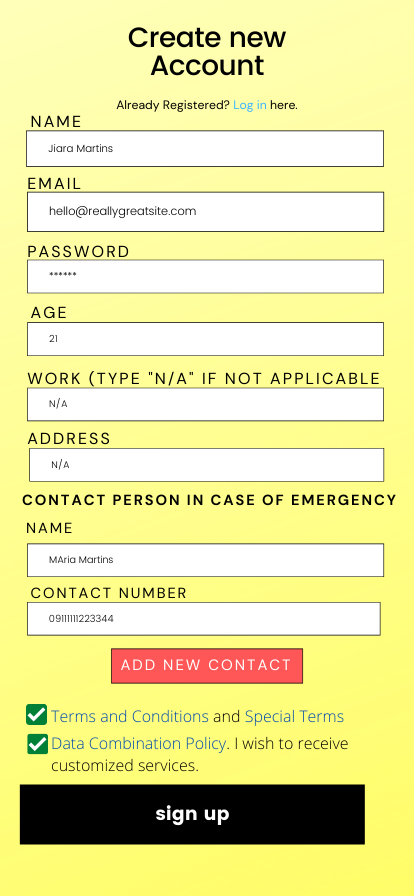 Create new
Account
Already Registered? Log in here.
NAME
Jiara Martins
EMAIL
hello@reallygreatsite.com
PASSWORD
******
AGE
21
WORK (TYPE "N/A" IF NOT APPLICABLE
N/A
ADDRESS
N/A
CONTACT PERSON IN CASE OF EMERGENCY
NAME
MAria Martins
CONTACT NUMBER
0911111223344
ADD NEW CONTACT
Terms and Conditions and Special Terms
Data Combination Policy. I wish to receive
customized services.
sign up